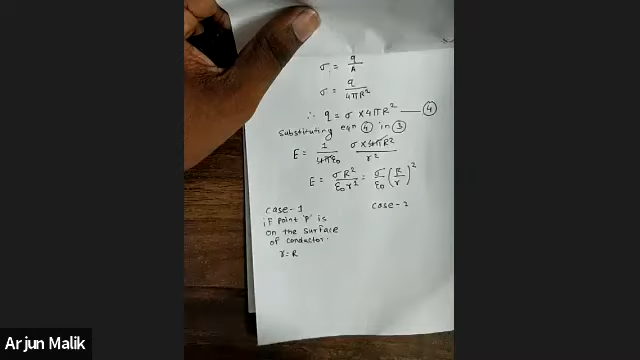 σ = q/A
σ = q/4πR²
∴ q = σ × 4πR² —— ④
Substituting eqn ④ in ③
E = 1/4πε₀ σ × 4πR²/r²
E = σR²/ε₀r² = σ/ε₀ (R/r)²
case-1
if point 'P' is
on the surface
of conductor.
r = R
case-2
Arjun Malik